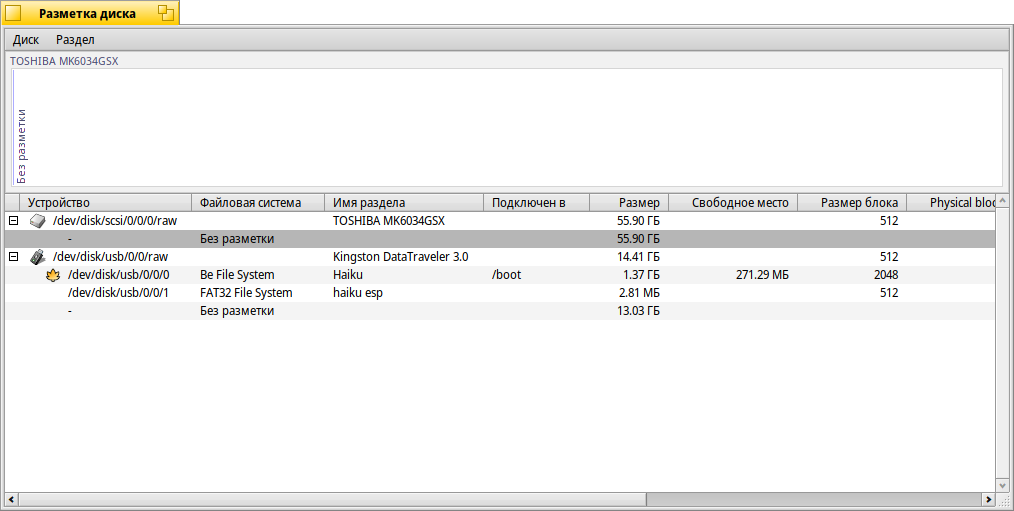 Разметка диска
Диск Раздел
TOSHIBA MK6034GSX
Без разметки
Устройство Файловая система Имя раздела Подключен в Размер Свободное место Размер блока Physical bloc
/dev/disk/scsi/0/0/0/raw TOSHIBA MK6034GSX 55.90 ГБ 512
- Без разметки 55.90 ГБ
/dev/disk/usb/0/0/raw Kingston DataTraveler 3.0 14.41 ГБ 512
/dev/disk/usb/0/0/0 Be File System Haiku /boot 1.37 ГБ 271.29 МБ 2048
/dev/disk/usb/0/0/1 FAT32 File System haiku esp 2.81 МБ 512
- Без разметки 13.03 ГБ